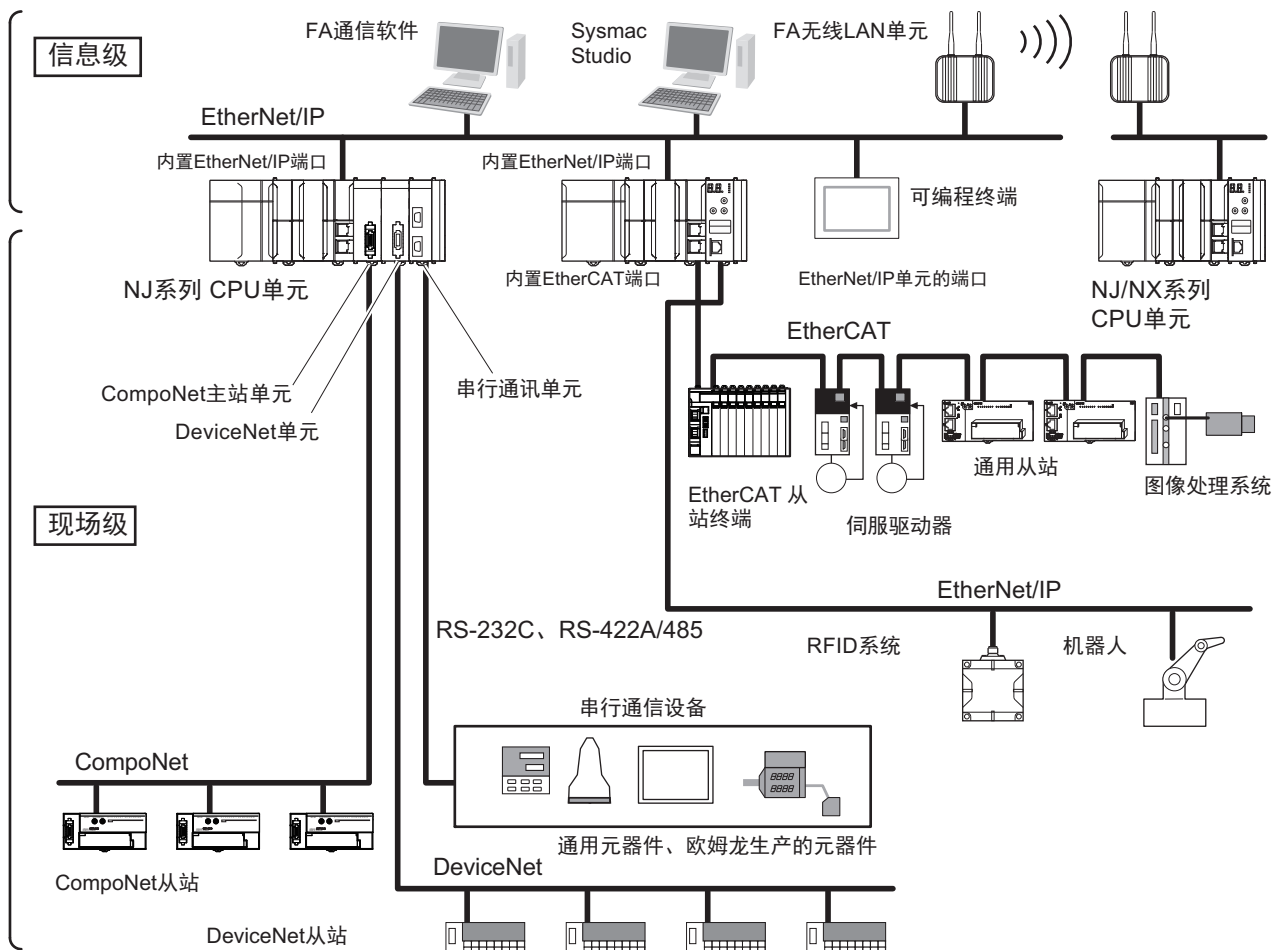 信息级
FA通信软件
Sysmac
Studio
FA无线LAN单元
EtherNet/IP
内置EtherNet/IP端口
内置EtherNet/IP端口
可编程终端
NJ系列 CPU单元
内置EtherCAT端口
EtherNet/IP单元的端口
NJ/NX系列
CPU单元
EtherCAT
CompoNet主站单元
DeviceNet单元
串行通讯单元
EtherCAT 从
站终端
伺服驱动器
通用从站
图像处理系统
现场级
EtherNet/IP
RS-232C、RS-422A/485
RFID系统
机器人
串行通信设备
8888
8888
通用元器件、欧姆龙生产的元器件
CompoNet
CompoNet从站
DeviceNet
DeviceNet从站